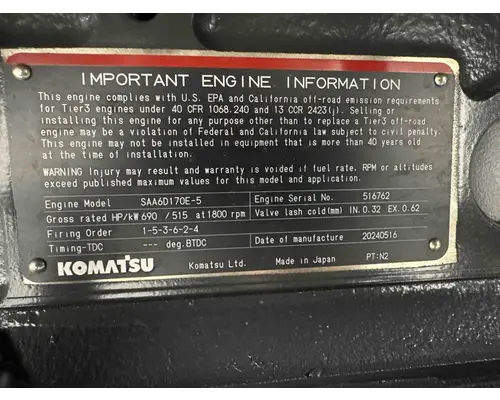 IMPORTANT ENGINE INFORMATION
This engine complies with U.S. EPA and California off-road emission requirements
for Tier3 engines under 40 CFR 1068.240 and 13 CCR 2423(j). Selling or
installing this engine for any purpose other than to replace a Tier3 off-road
engine may be a violation of Federal and California law subject to civil penalty.
This engine may not be installed in equipment that is more than 40 years old
at the time of installation.
WARNING Injury may result and warranty is voided if fuel rate, RPM or altitudes
exceed published maximum values for this model and application.
Engine Model SAA6D170E-5 Engine Serial No. 516762
Gross rated HP/kW 690 / 515 at 1800 rpm Valve lash cold(mm) IN.0.32 EX.0.62
Firing Order 1-5-3-6-2-4
Timing-TDC --- deg.BTDC Date of manufacture 20240516
KOMATSU Komatsu Ltd. Made in Japan PT:N2